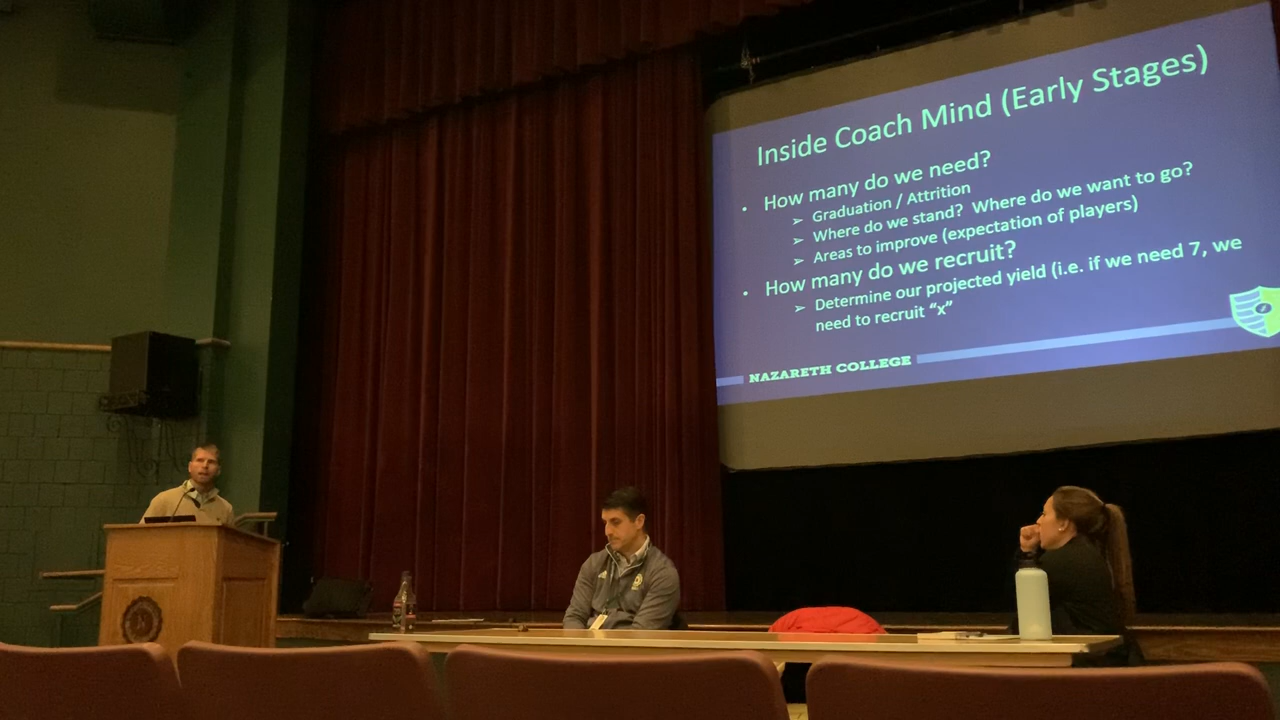 Inside Coach Mind (Early Stages)
• How many do we need?
➢ Graduation / Attrition
➢ Where do we stand? Where do we want to go?
➢ Areas to improve (expectation of players)
• How many do we recruit?
➢ Determine our projected yield (i.e. if we need 7, we
need to recruit “x”
NAZARETH COLLEGE